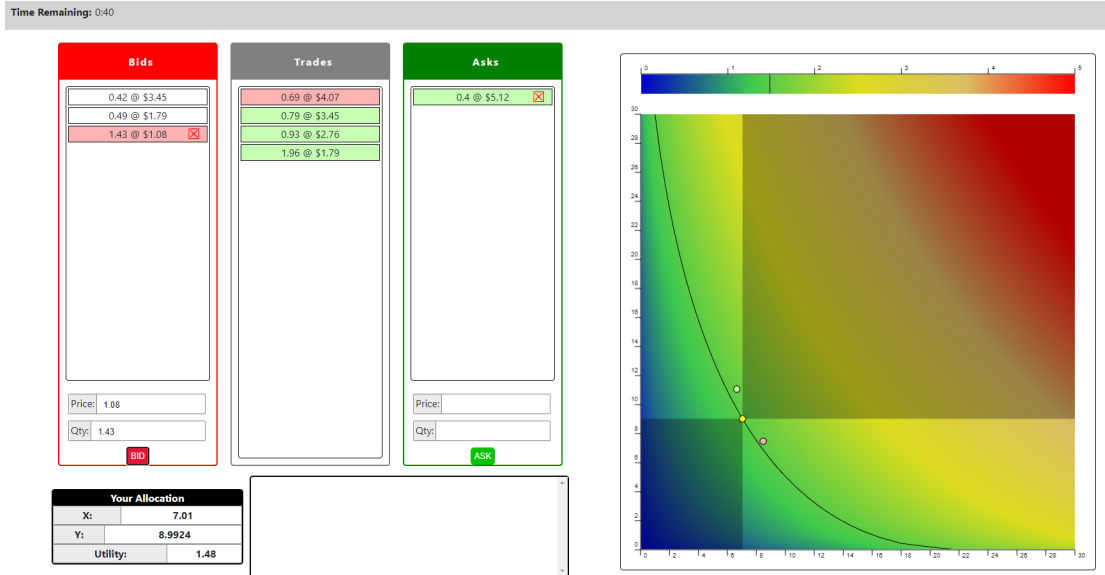 Time Remaining: 0:40
Bids
0.42 @ $3.45
0.49 @ $1.79
1.43 @ $1.08
Price: 1.08
Qty: 1.43
BID
Trades
0.69 @ $4.07
0.79 @ $3.45
0.93 @ $2.76
1.96 @ $1.79
Asks
0.4 @ $5.12
Price:
Qty:
ASK
Your Allocation
X: 7.01
Y: 8.9924
Utility: 1.48
0 1 2 3 4 5
30
28
26
24
22
20
18
16
14
12
10
8
6
4
2
0
0 2 4 6 8 10 12 14 16 18 20 22 24 26 28 30